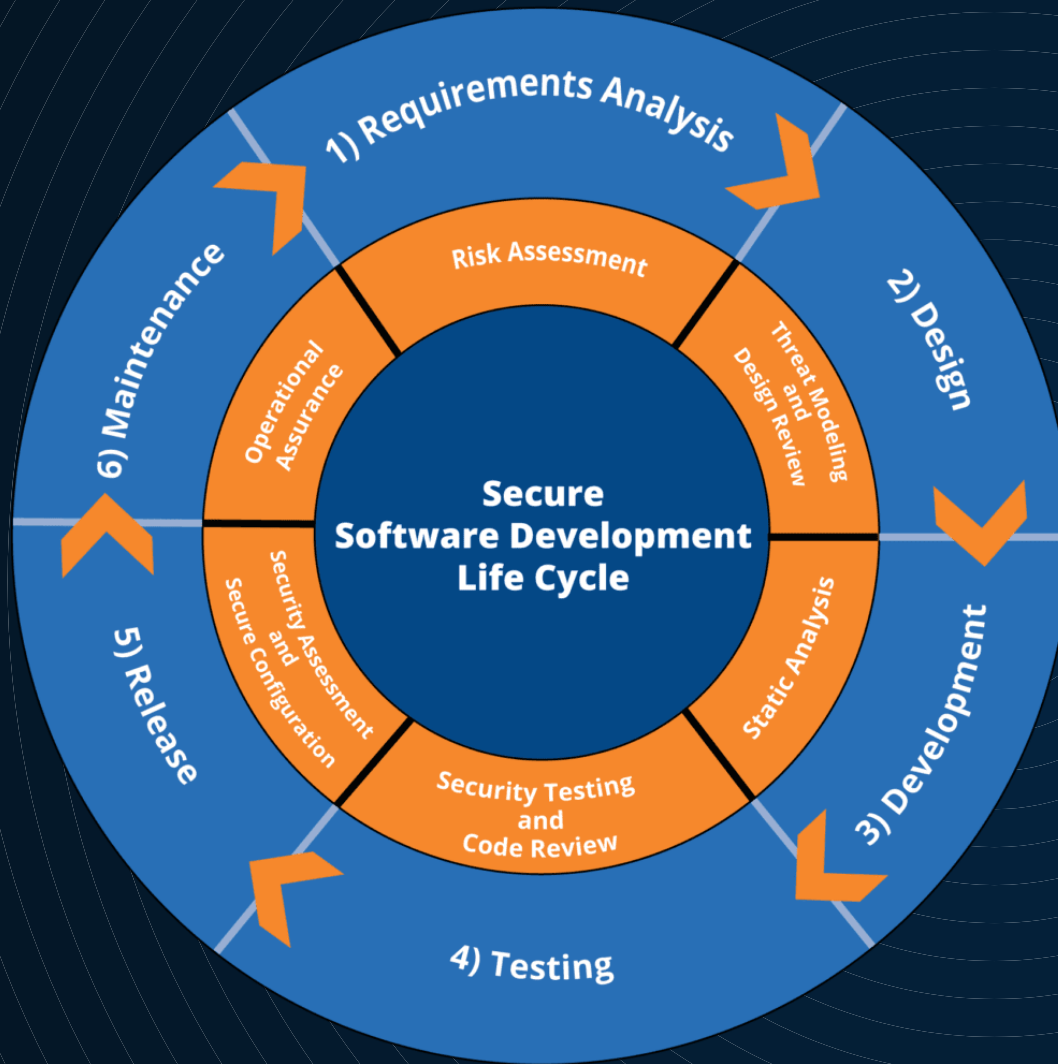 1) Requirements Analysis
2) Design
3) Development
4) Testing
5) Release
6) Maintenance
Risk Assessment
Threat Modeling
and
Design Review
Static Analysis
Security Testing
and
Code Review
Security Assessment
and
Secure Configuration
Operational
Assurance
Secure
Software Development
Life Cycle